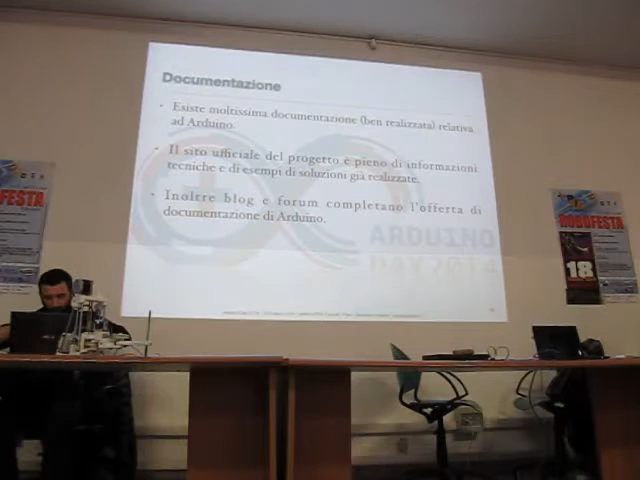 Documentazione
• Esiste moltissima documentazione (ben realizzata) relativa
ad Arduino.
• Il sito ufficiale del progetto è pieno di informazioni
tecniche e di esempi di soluzioni già realizzate.
• Inoltre blog e forum completano l'offerta di
documentazione di Arduino.
ARDUINO
DAY 2014
ROBOFESTA
18